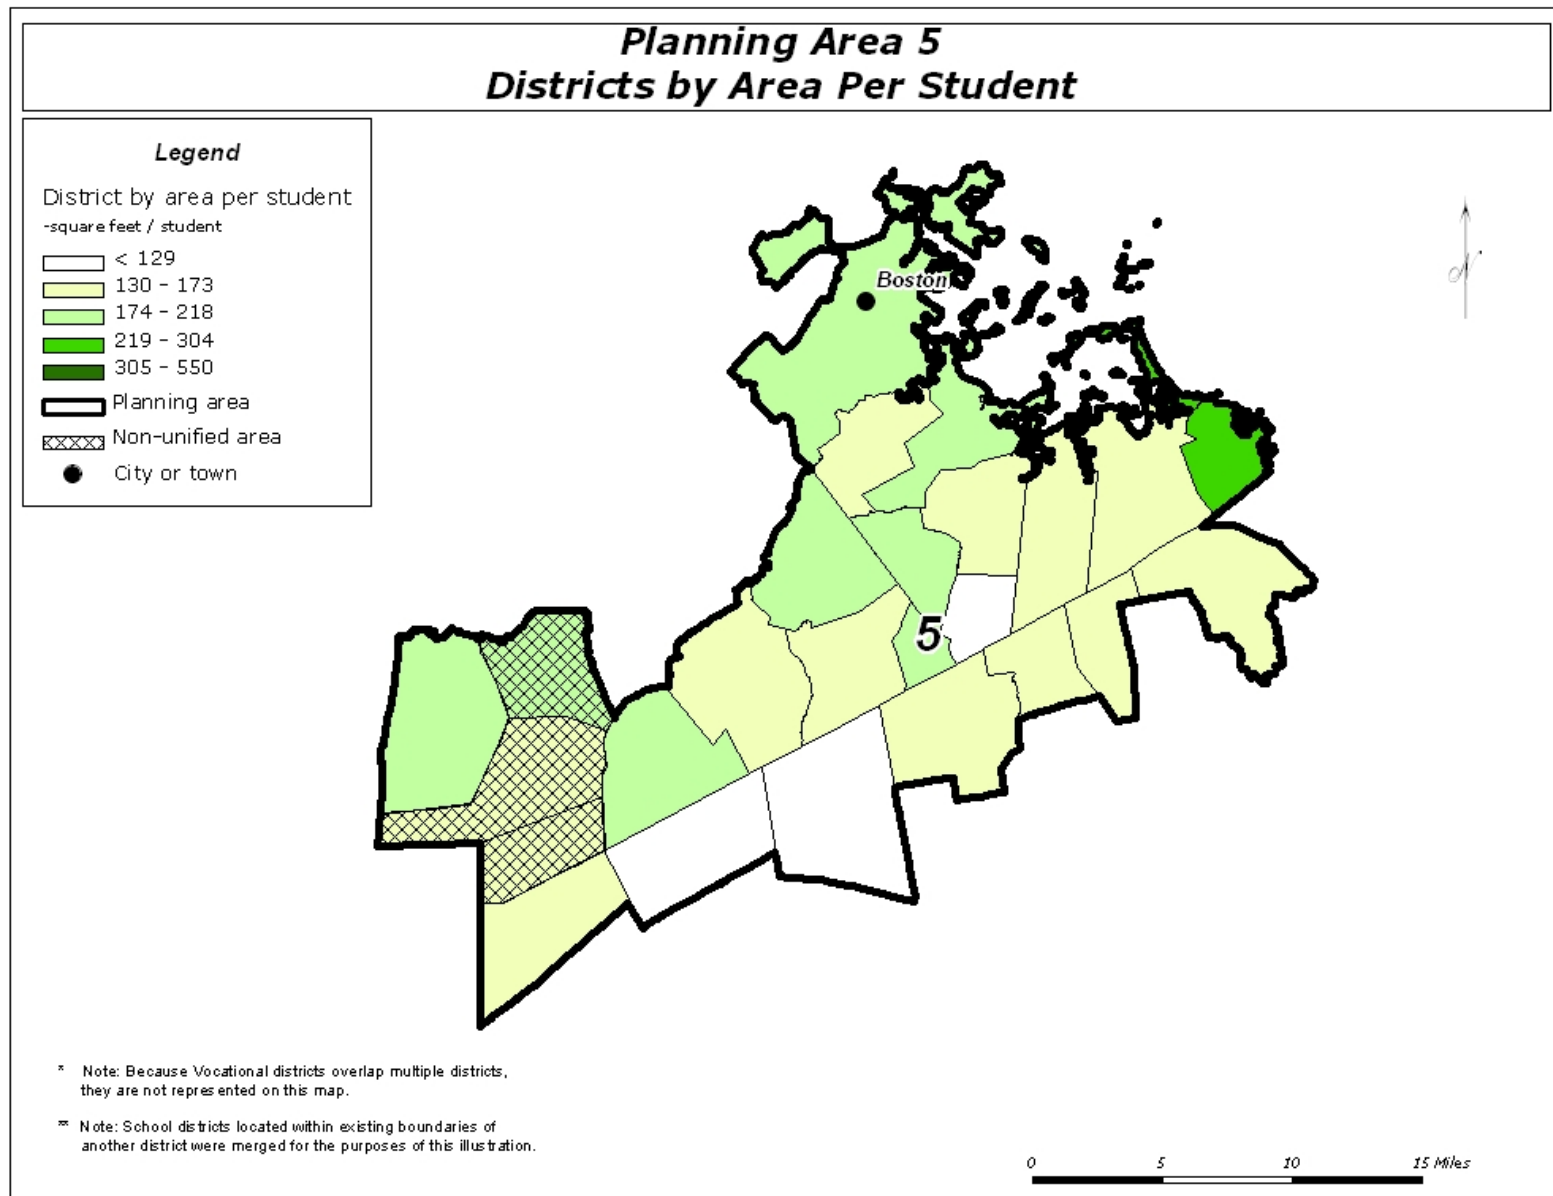 Planning Area 5
Districts by Area Per Student
Legend
District by area per student
-square feet / student
< 129
130 - 173
174 - 218
219 - 304
305 - 550
Planning area
Non-unified area
City or town
Boston
N
5
* Note: Because Vocational districts overlap multiple districts,
they are not represented on this map.
** Note: School districts located within existing boundaries of
another district were merged for the purposes of this illustration.
0 5 10 15 Miles